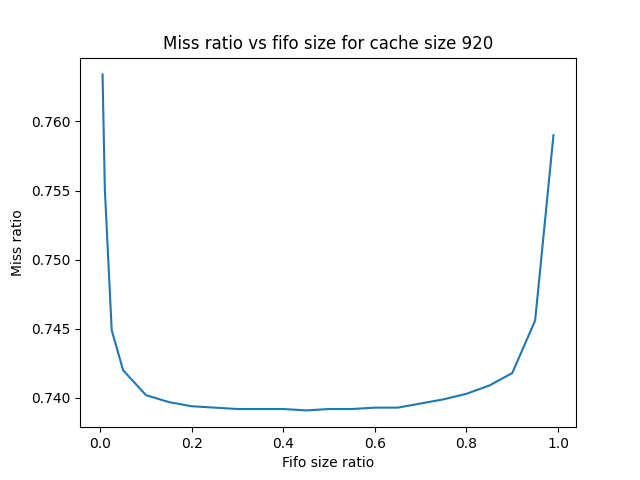 Miss ratio vs fifo size for cache size 920
0.760
0.755
0.750
0.745
0.740
Miss ratio
0.0 0.2 0.4 0.6 0.8 1.0
Fifo size ratio